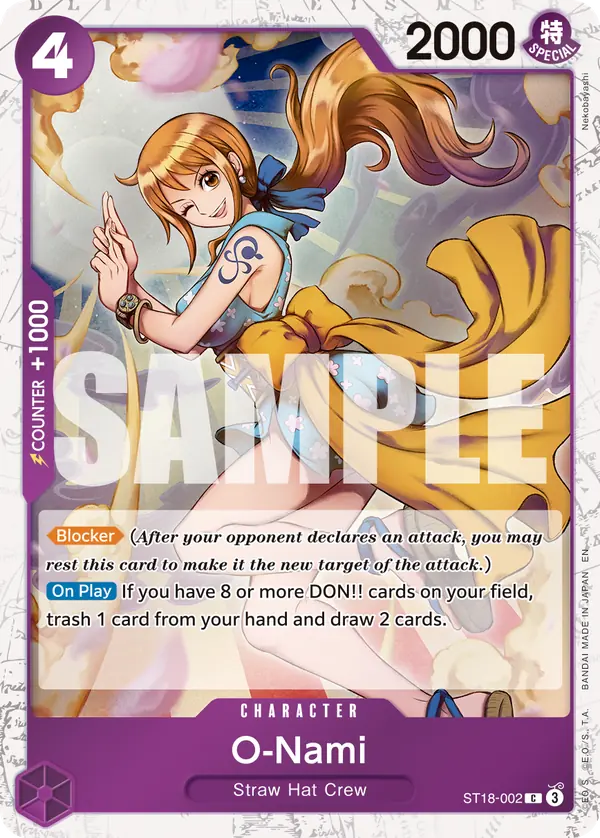 4
2000
特
SPECIAL
Nekobayashi
COUNTER +1000
SAMPLE
Blocker (After your opponent declares an attack, you may
rest this card to make it the new target of the attack.)
On Play If you have 8 or more DON!! cards on your field,
trash 1 card from your hand and draw 2 cards.
CHARACTER
O-Nami
Straw Hat Crew
ST18-002 C 3
©E.O./S. ©E.O./S., T.A. BANDAI MADE IN JAPAN EN